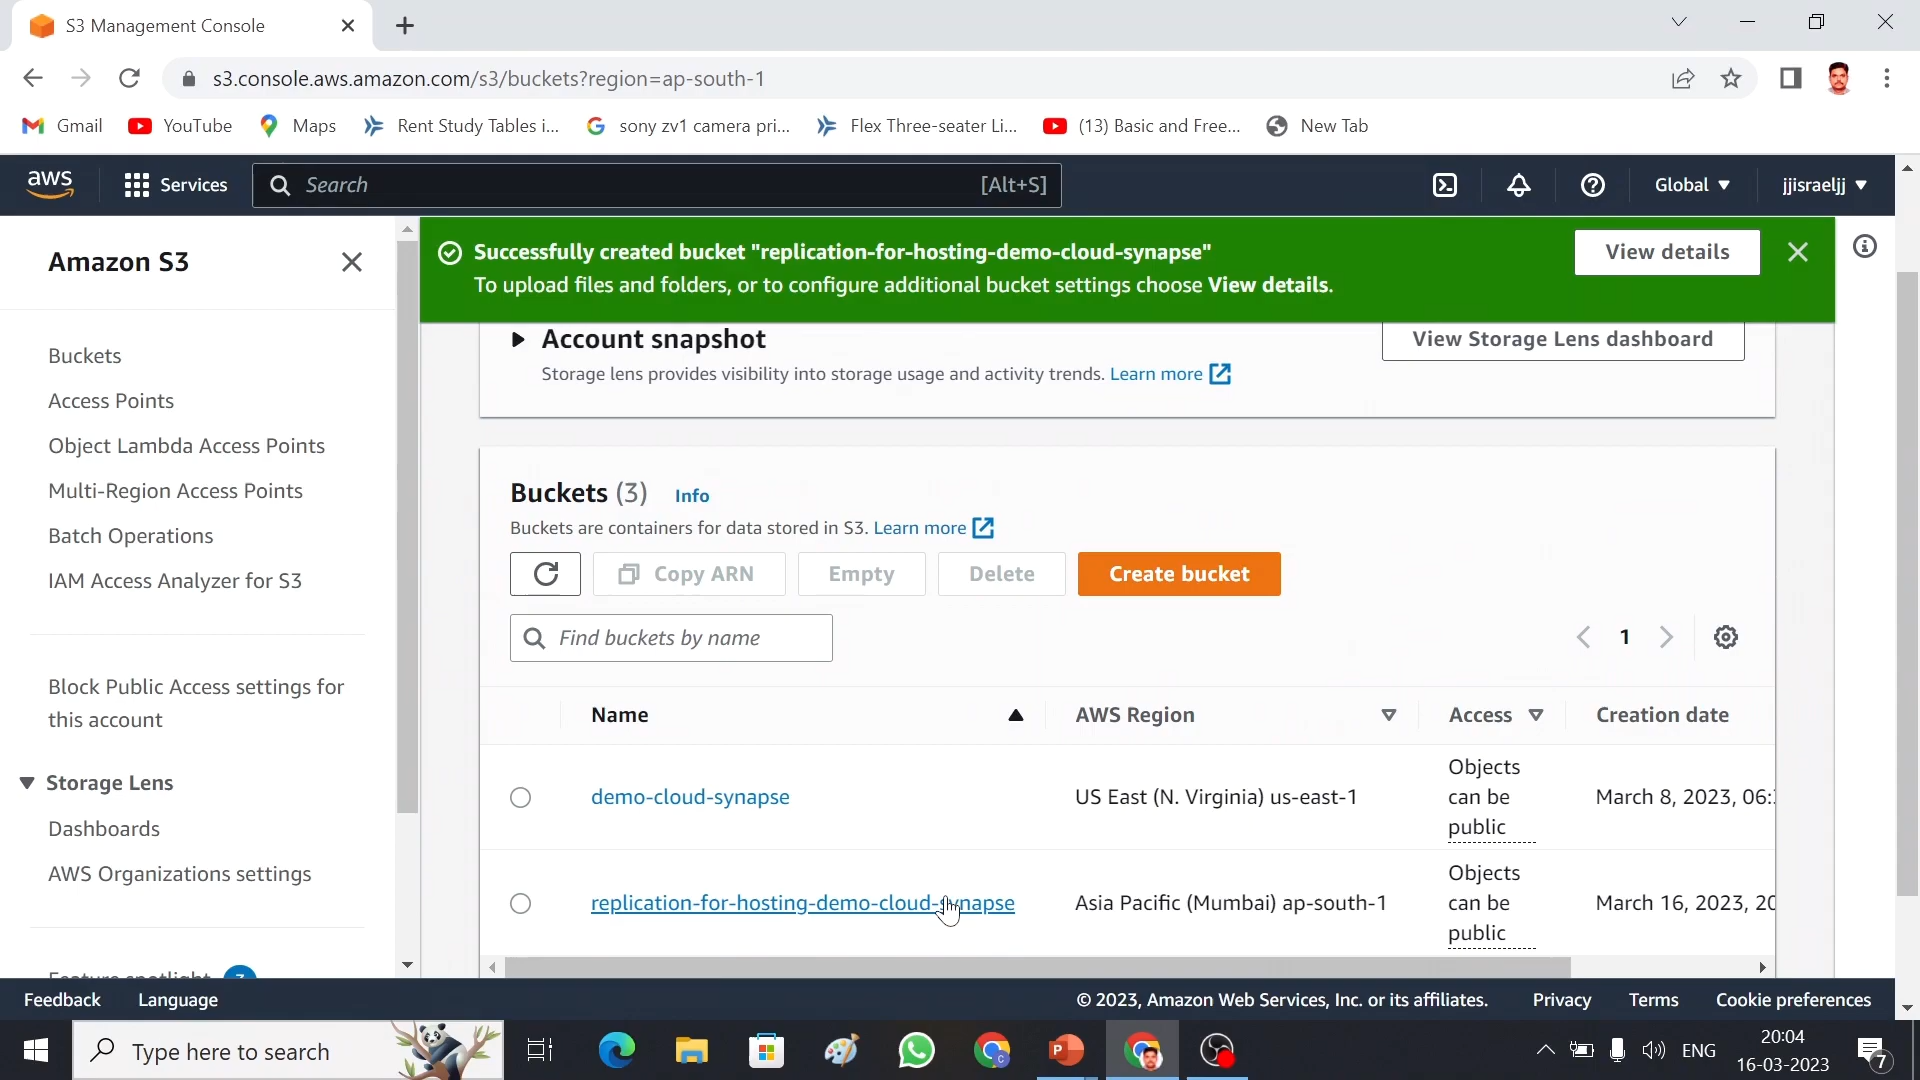 S3 Management Console
s3.console.aws.amazon.com/s3/buckets?region=ap-south-1
Gmail
YouTube
Maps
Rent Study Tables i...
sony zv1 camera pri...
Flex Three-seater Li...
(13) Basic and Free...
New Tab
aws
Services
Search
[Alt+S]
Global
jjisraeljj
Amazon S3
Successfully created bucket "replication-for-hosting-demo-cloud-synapse"
To upload files and folders, or to configure additional bucket settings choose View details.
View details
Buckets
Access Points
Object Lambda Access Points
Multi-Region Access Points
Batch Operations
IAM Access Analyzer for S3
Block Public Access settings for
this account
Storage Lens
Dashboards
AWS Organizations settings
Feature spotlight
Account snapshot
Storage lens provides visibility into storage usage and activity trends. Learn more
View Storage Lens dashboard
Buckets (3) Info
Buckets are containers for data stored in S3. Learn more
Copy ARN
Empty
Delete
Create bucket
Find buckets by name
1
Name
AWS Region
Access
Creation date
demo-cloud-synapse
US East (N. Virginia) us-east-1
Objects
can be
public
March 8, 2023, 06:
replication-for-hosting-demo-cloud-synapse
Asia Pacific (Mumbai) ap-south-1
Objects
can be
public
March 16, 2023, 20
Feedback
Language
© 2023, Amazon Web Services, Inc. or its affiliates.
Privacy
Terms
Cookie preferences
Type here to search
ENG
20:04
16-03-2023
7